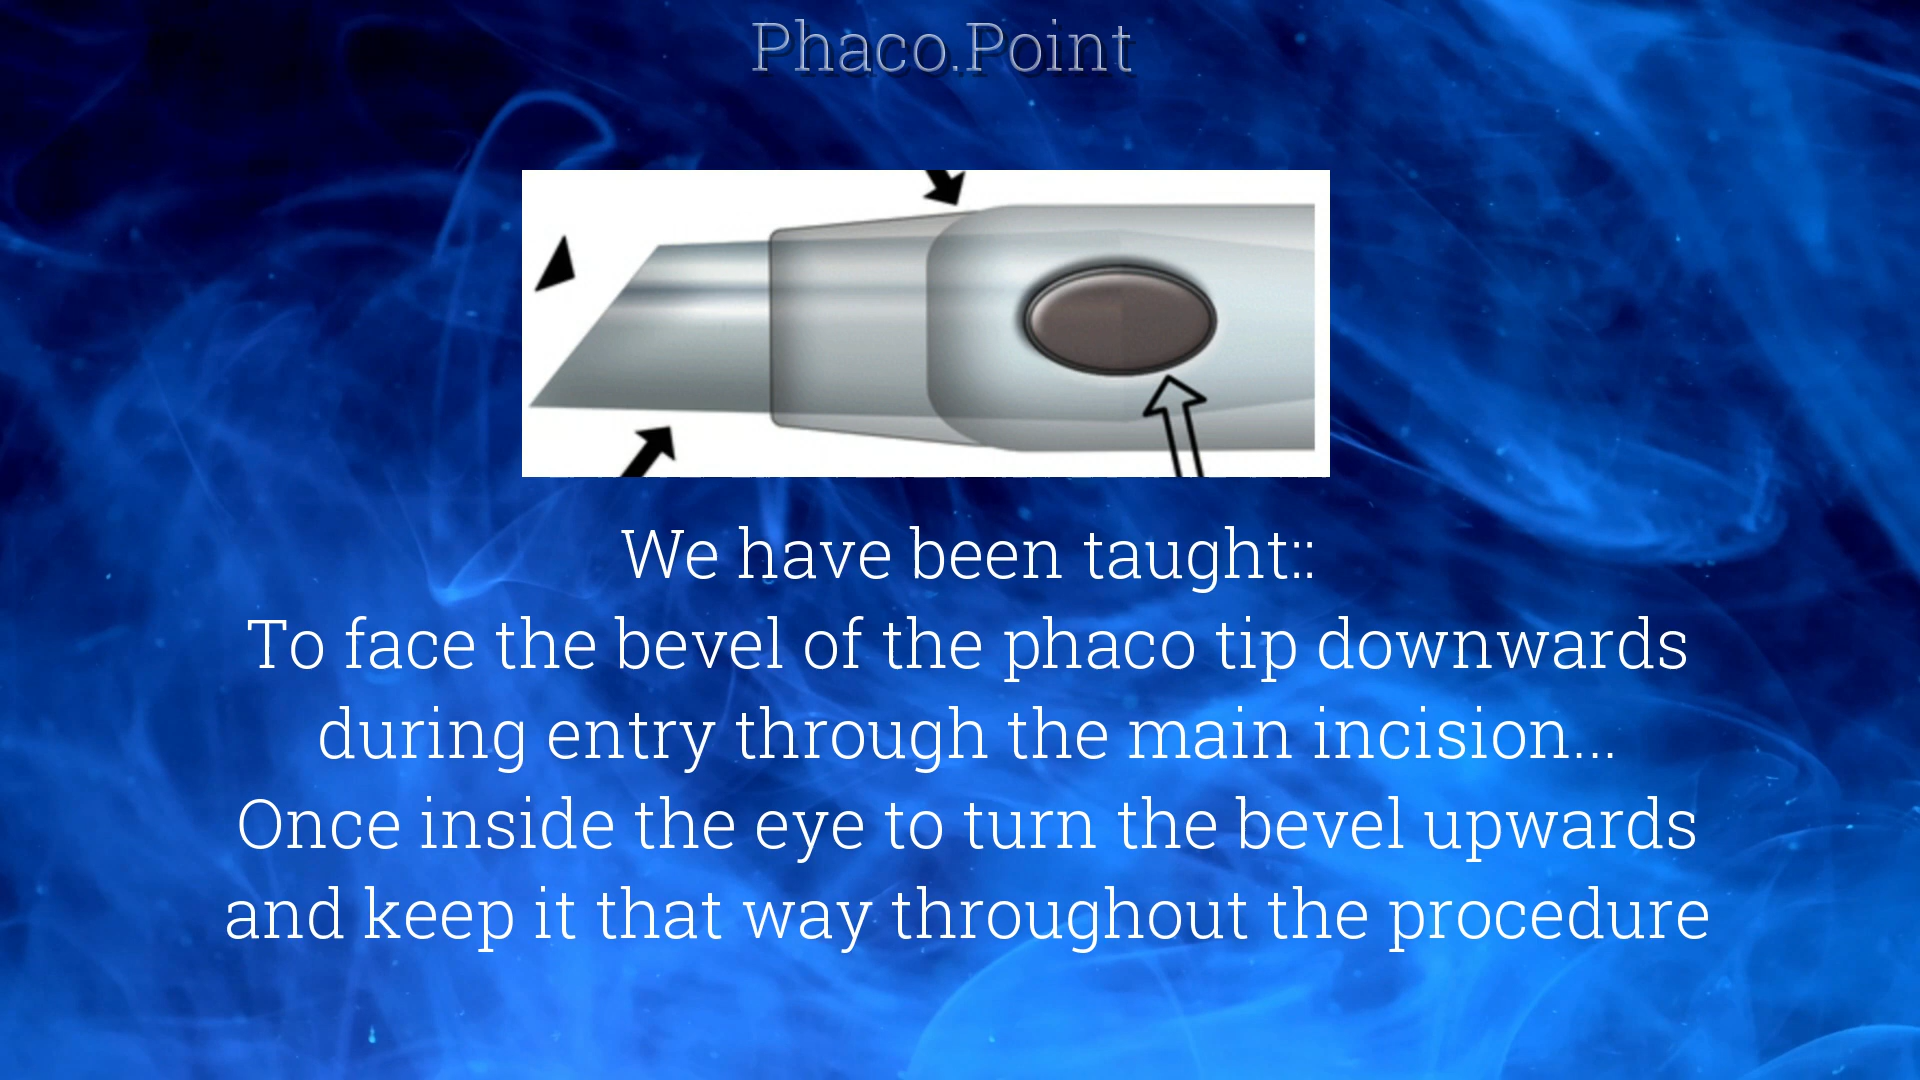 Phaco.Point
We have been taught::
To face the bevel of the phaco tip downwards
during entry through the main incision...
Once inside the eye to turn the bevel upwards
and keep it that way throughout the procedure